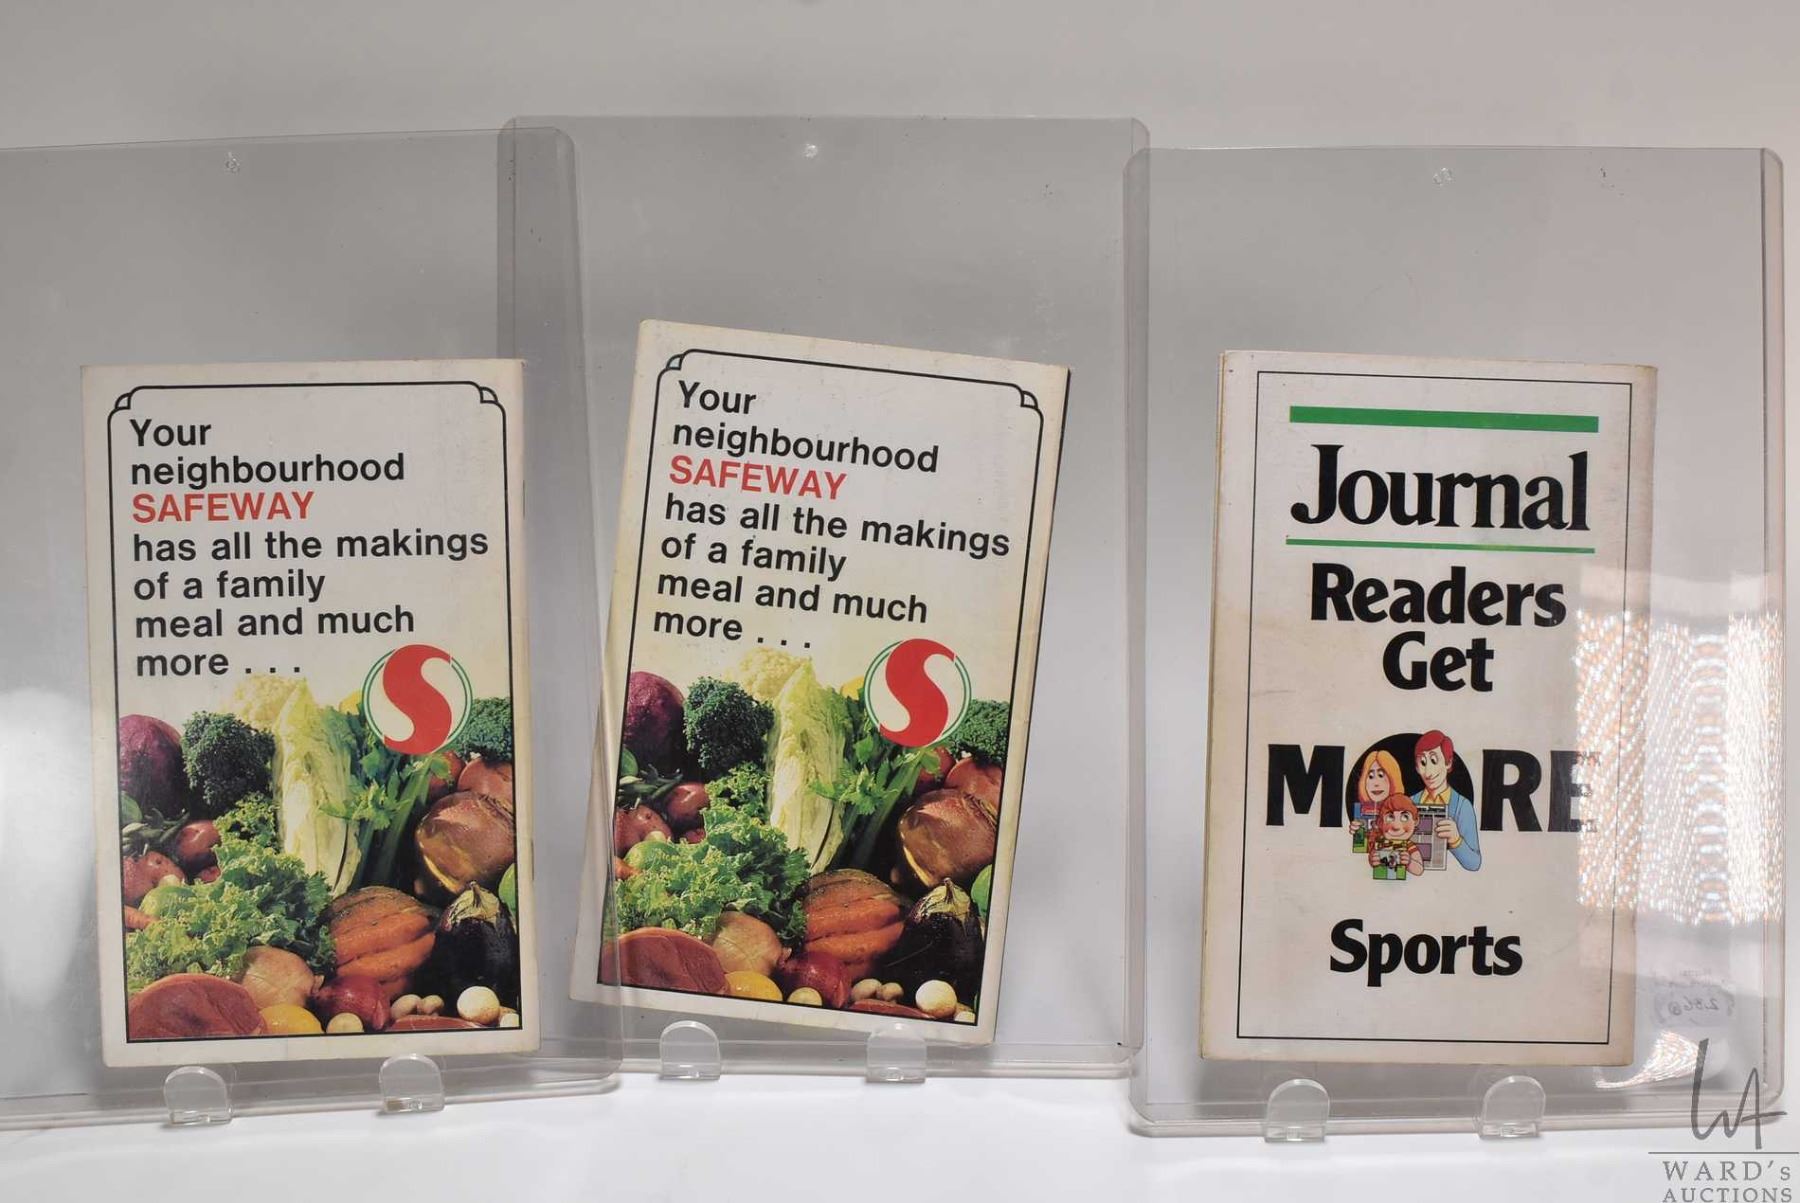 Your
neighbourhood
SAFEWAY
has all the makings
of a family
meal and much
more . . .
Your
neighbourhood
SAFEWAY
has all the makings
of a family
meal and much
more . . .
Journal
Readers
Get
MORE
Sports
WA
WARD's
AUCTIONS